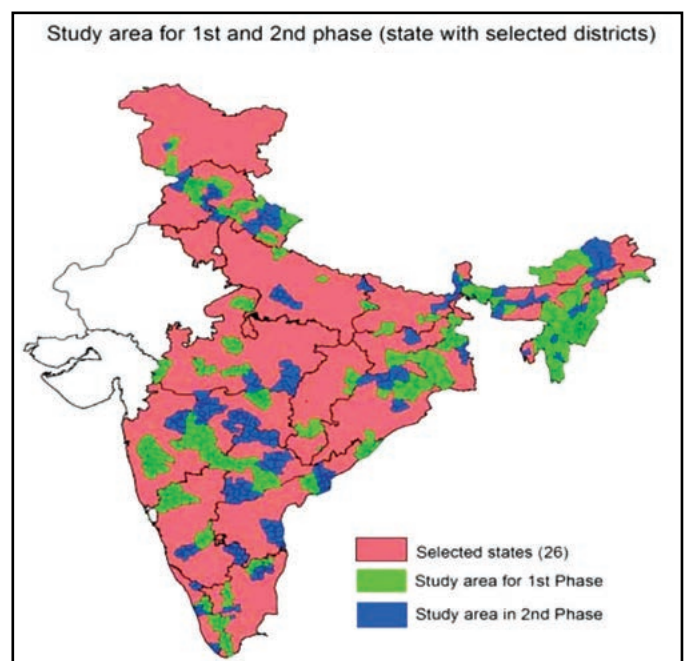 Study area for 1st and 2nd phase (state with selected districts)
Selected states (26)
Study area for 1st Phase
Study area in 2nd Phase